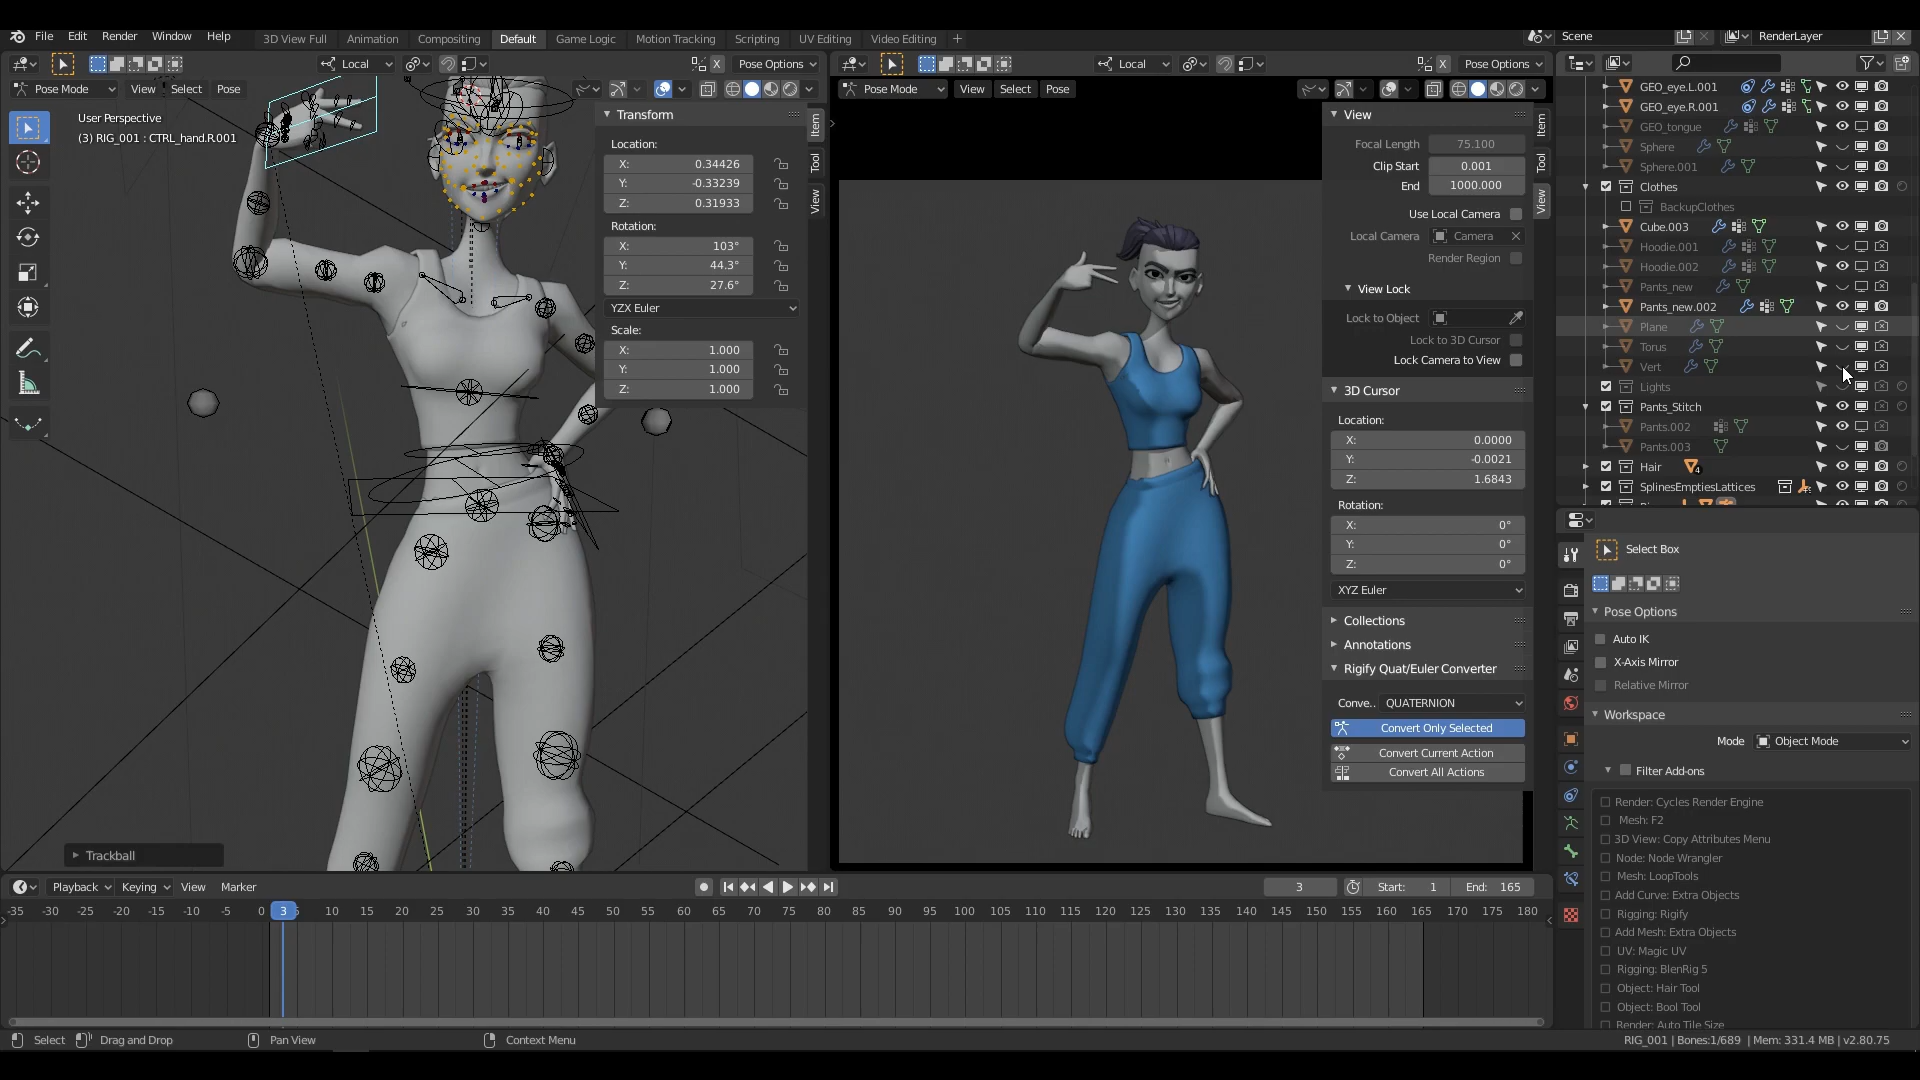 File Edit Render Window Help
3D View Full Animation Compositing Default Game Logic Motion Tracking Scripting UV Editing Video Editing +
Scene
RenderLayer
Local
X Pose Options
Local
X Pose Options
Pose Mode View Select Pose
Pose Mode View Select Pose
User Perspective
(3) RIG_001 : CTRL_hand.R.001
Transform
Location:
X: 0.34426
Y: -0.33239
Z: 0.31933
Rotation:
X: 103°
Y: 44.3°
Z: 27.6°
YZX Euler
Scale:
X: 1.000
Y: 1.000
Z: 1.000
Item
Tool
View
Trackball
View
Focal Length 75.100
Clip Start 0.001
End 1000.000
Use Local Camera
Local Camera Camera
Render Region
View Lock
Lock to Object
Lock to 3D Cursor
Lock Camera to View
3D Cursor
Location:
X: 0.0000
Y: -0.0021
Z: 1.6843
Rotation:
X: 0°
Y: 0°
Z: 0°
XYZ Euler
Collections
Annotations
Rigify Quat/Euler Converter
Conve.. QUATERNION
Convert Only Selected
Convert Current Action
Convert All Actions
Item
Tool
View
GEO_eye.L.001
GEO_eye.R.001
GEO_tongue
Sphere
Sphere.001
Clothes
BackupClothes
Cube.003
Hoodie.001
Hoodie.002
Pants_new
Pants_new.002
Plane
Torus
Vert
Lights
Pants_Stitch
Pants.002
Pants.003
Hair 4
SplinesEmptiesLattices
Select Box
Pose Options
Auto IK
X-Axis Mirror
Relative Mirror
Workspace
Mode Object Mode
Filter Add-ons
Render: Cycles Render Engine
Mesh: F2
3D View: Copy Attributes Menu
Node: Node Wrangler
Mesh: LoopTools
Add Curve: Extra Objects
Rigging: Rigify
Add Mesh: Extra Objects
UV: Magic UV
Rigging: BlenRig 5
Object: Hair Tool
Object: Bool Tool
Render: Auto Tile Size
Playback Keying View Marker
3 Start: 1 End: 165
-35 -30 -25 -20 -15 -10 -5 0 3 5 10 15 20 25 30 35 40 45 50 55 60 65 70 75 80 85 90 95 100 105 110 115 120 125 130 135 140 145 150 155 160 165 170 175 180
Select Drag and Drop Pan View Context Menu
RIG_001 | Bones:1/689 | Mem: 331.4 MB | v2.80.75